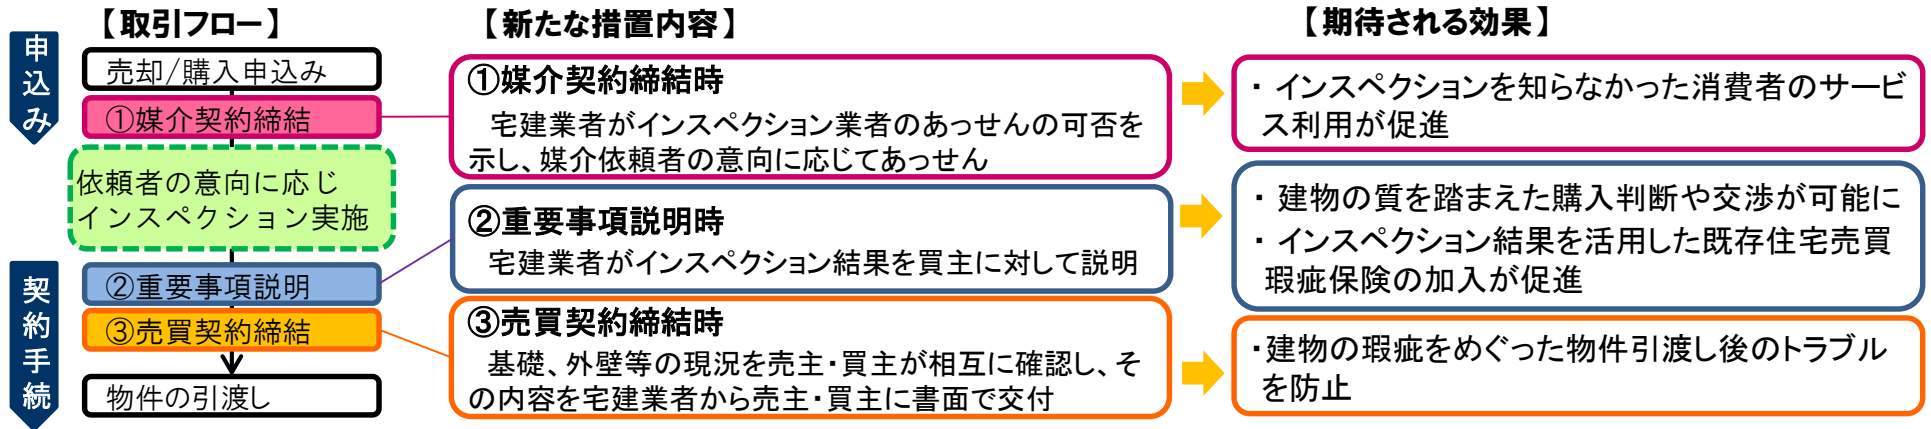 【取引フロー】
申込み
売却/購入申込み
①媒介契約締結
依頼者の意向に応じ
インスペクション実施
契約手続
②重要事項説明
③売買契約締結
物件の引渡し
【新たな措置内容】
①媒介契約締結時
宅建業者がインスペクション業者のあっせんの可否を
示し、媒介依頼者の意向に応じてあっせん
②重要事項説明時
宅建業者がインスペクション結果を買主に対して説明
③売買契約締結時
基礎、外壁等の現況を売主・買主が相互に確認し、そ
の内容を宅建業者から売主・買主に書面で交付
【期待される効果】
・ インスペクションを知らなかった消費者のサービ
ス利用が促進
・ 建物の質を踏まえた購入判断や交渉が可能に
・ インスペクション結果を活用した既存住宅売買
瑕疵保険の加入が促進
・建物の瑕疵をめぐった物件引渡し後のトラブル
を防止